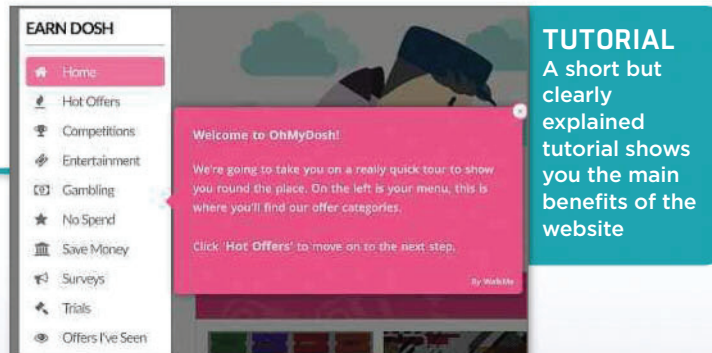 EARN DOSH
Home
Hot Offers
Competitions
Entertainment
Gambling
No Spend
Save Money
Surveys
Trials
Offers I've Seen
Welcome to OhMyDosh!
We're going to take you on a really quick tour to show
you round the place. On the left is your menu, this is
where you'll find our offer categories.
Click 'Hot Offers' to move on to the next step.
By WalkMe
TUTORIAL
A short but
clearly
explained
tutorial shows
you the main
benefits of the
website